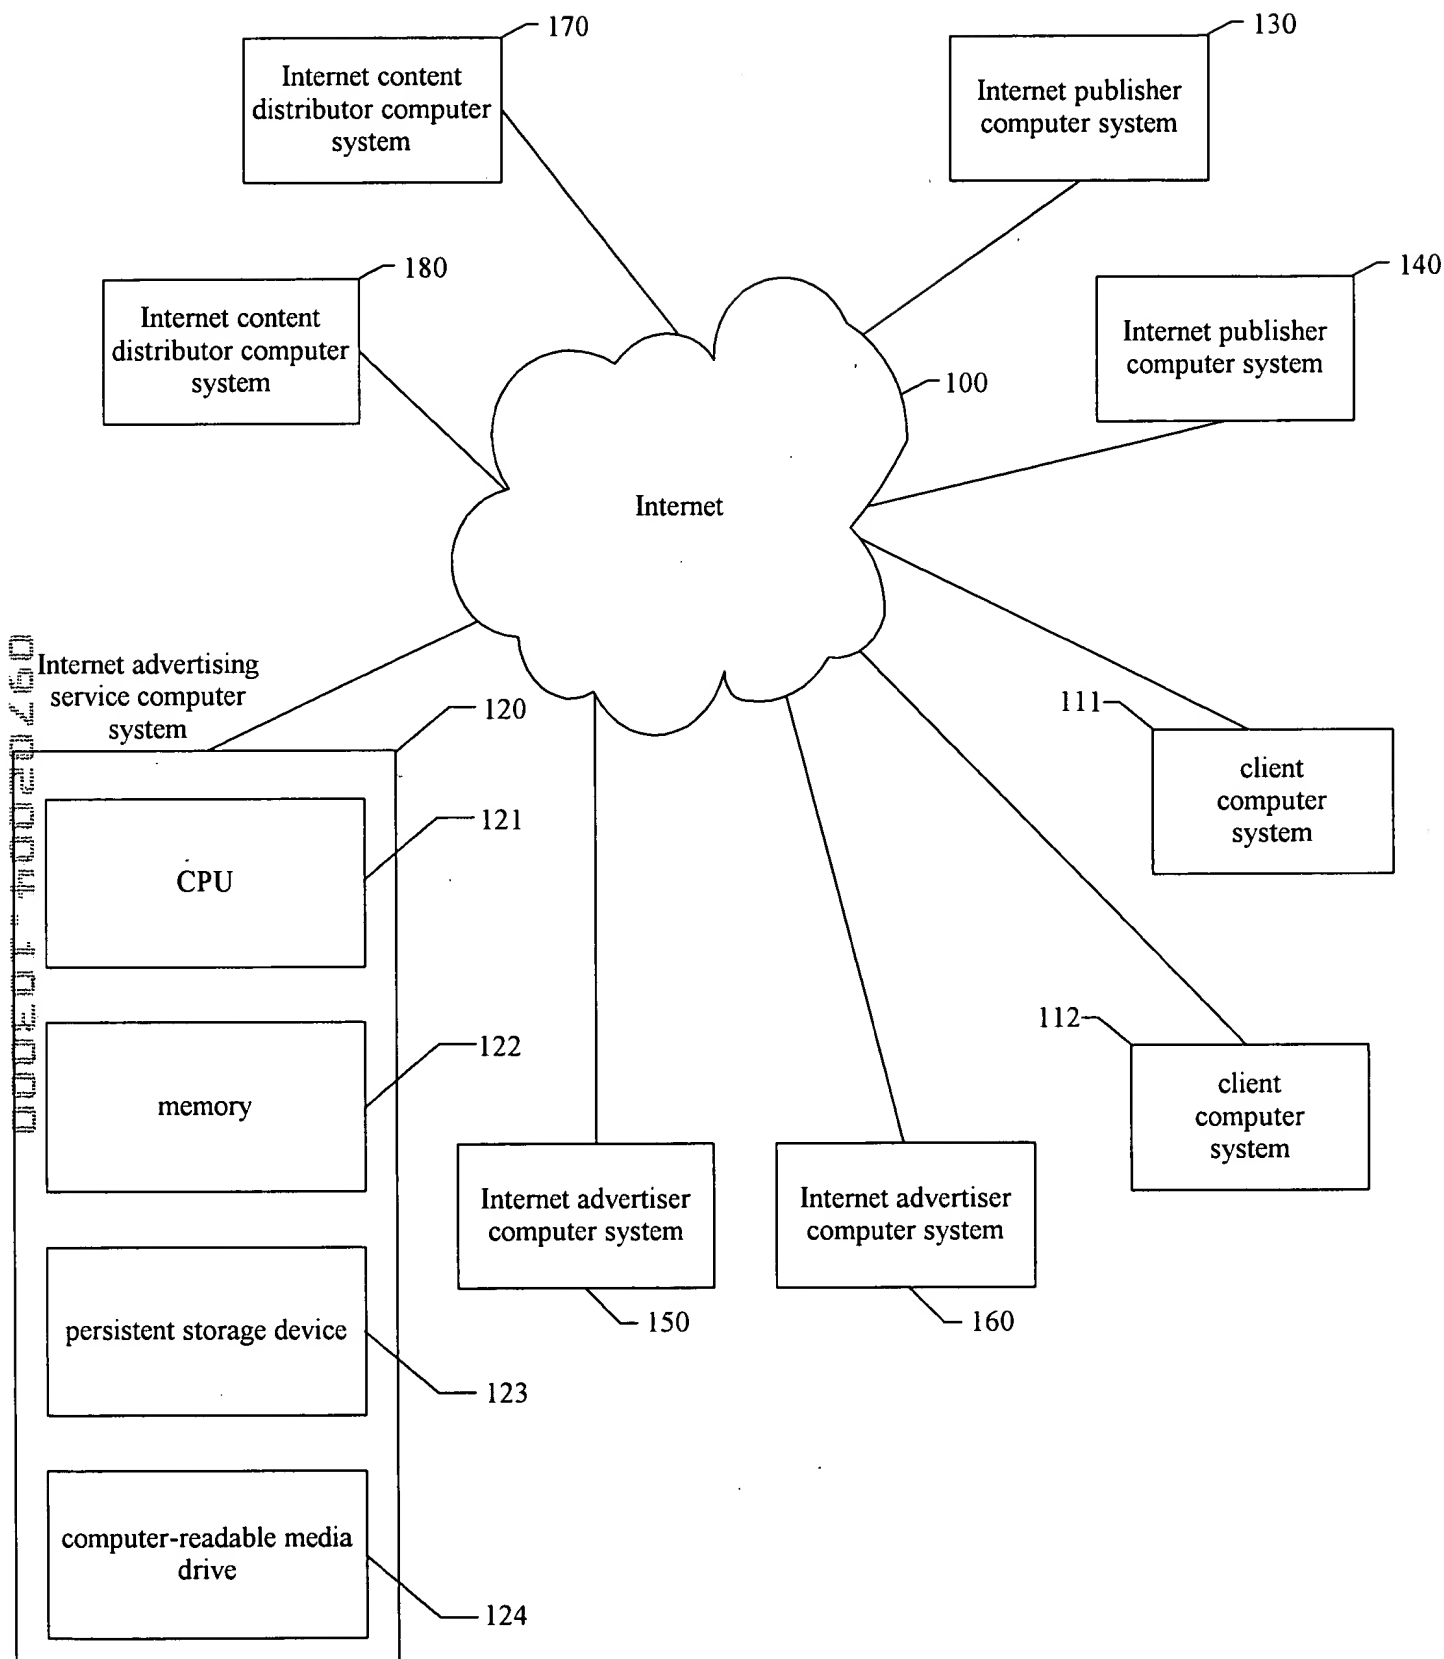 170
Internet content
distributor computer
system
130
Internet publisher
computer system
180
Internet content
distributor computer
system
140
Internet publisher
computer system
100
Internet
Internet advertising
service computer
system
120
CPU
121
memory
122
persistent storage device
123
computer-readable media
drive
124
111
client
computer
system
112
client
computer
system
Internet advertiser
computer system
150
Internet advertiser
computer system
160